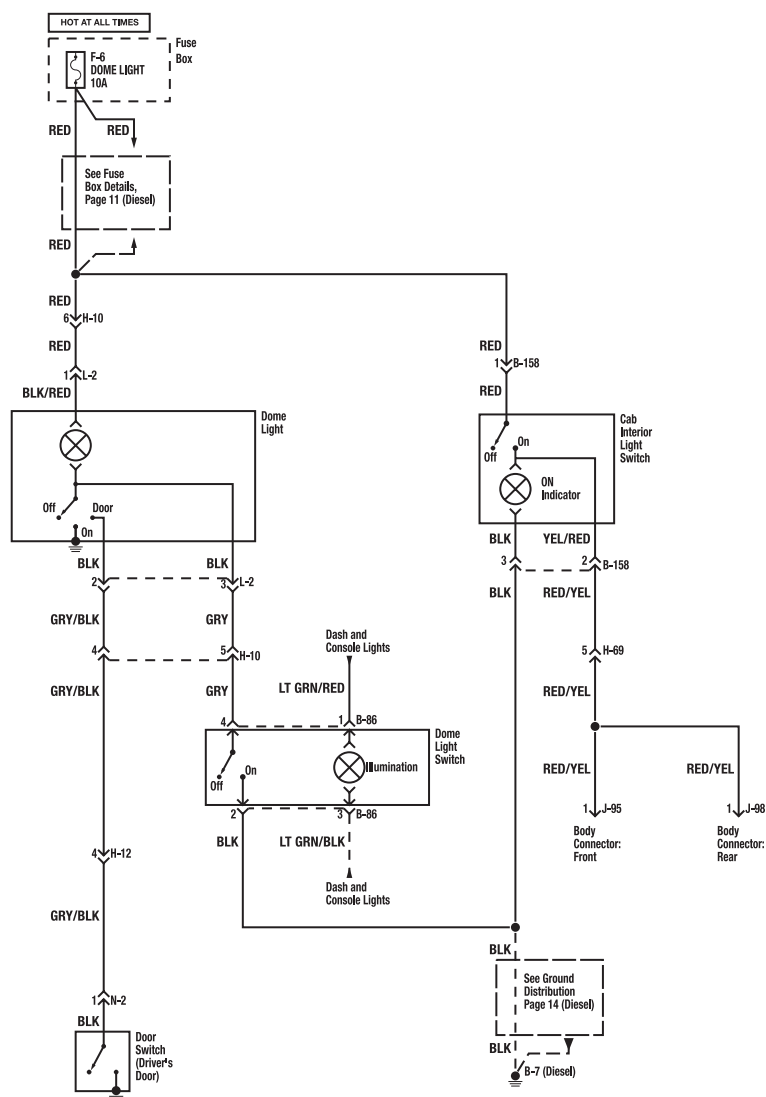 HOT AT ALL TIMES
Fuse
Box
F-6
DOME LIGHT
10A
RED
RED
See Fuse
Box Details,
Page 11 (Diesel)
RED
RED
6 H-10
RED
1 L-2
BLK/RED
RED
1 B-158
RED
Dome
Light
Off
Door
On
Cab
Interior
Light
Switch
Off
On
ON
Indicator
BLK
YEL/RED
3
2 B-158
BLK
RED/YEL
BLK
BLK
2
3 L-2
GRY/BLK
GRY
4
5 H-10
GRY/BLK
GRY
Dash and
Console Lights
LT GRN/RED
5 H-69
RED/YEL
4
1 B-86
Dome
Light
Switch
Off
On
Illumination
2
3 B-86
BLK
LT GRN/BLK
Dash and
Console Lights
RED/YEL
RED/YEL
1 J-95
1 J-98
Body
Connector:
Front
Body
Connector:
Rear
4 H-12
GRY/BLK
BLK
See Ground
Distribution
Page 14 (Diesel)
BLK
B-7 (Diesel)
1 N-2
BLK
Door
Switch
(Driver's
Door)